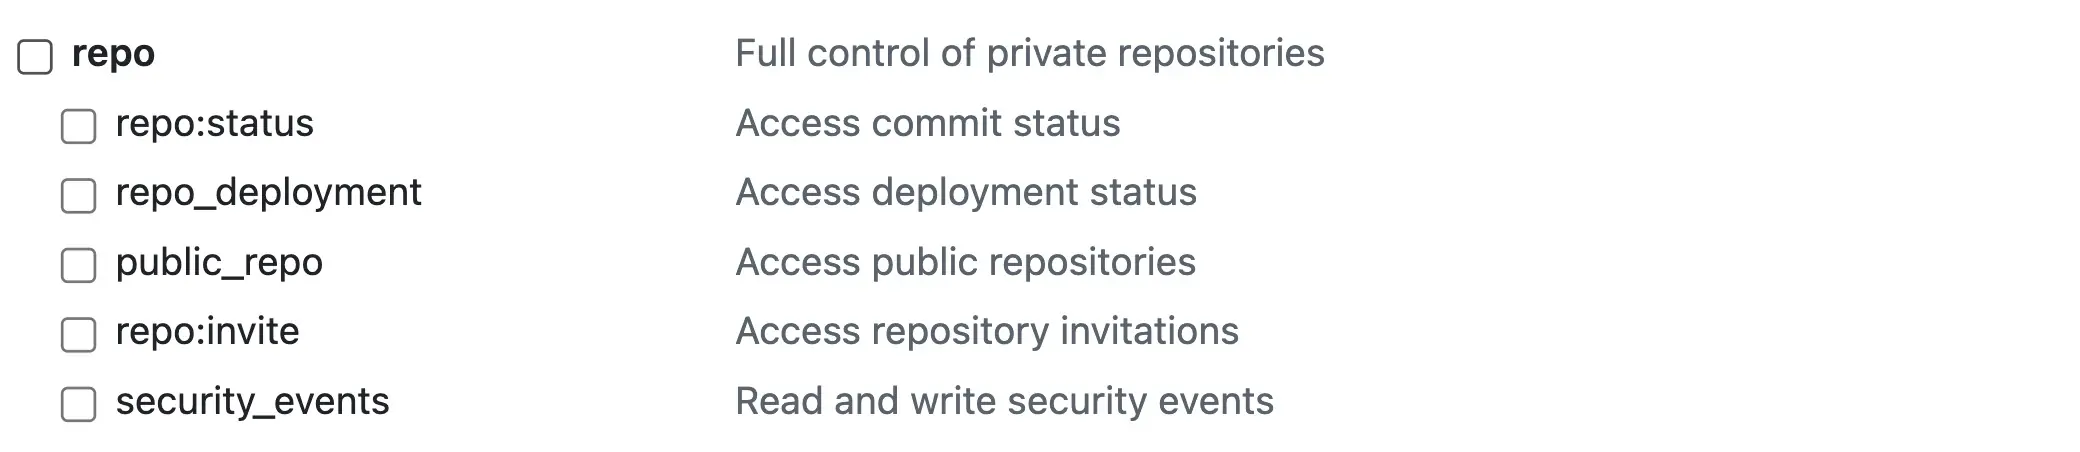 repo Full control of private repositories
repo:status Access commit status
repo_deployment Access deployment status
public_repo Access public repositories
repo:invite Access repository invitations
security_events Read and write security events